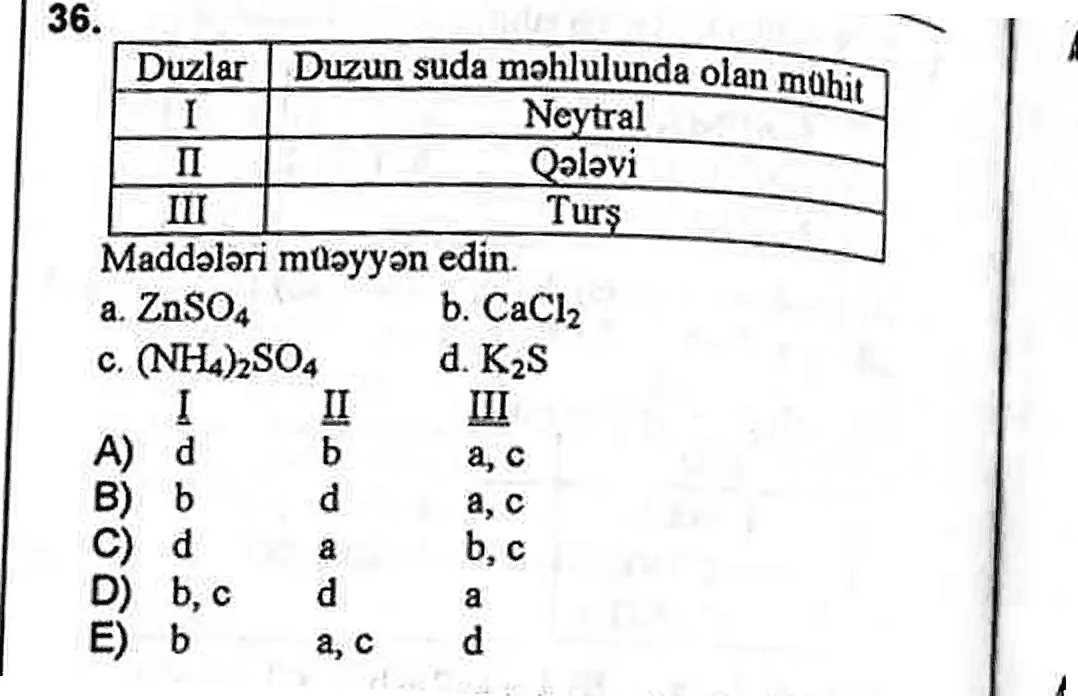 36.
Duzlar Duzun suda məhlulunda olan mühit
I Neytral
II Qələvi
III Turş
Maddələri müəyyən edin.
a. ZnSO₄ b. CaCl₂
c. (NH₄)₂SO₄ d. K₂S
I II III
A) d b a, c
B) b d a, c
C) d a b, c
D) b, c d a
E) b a, c d